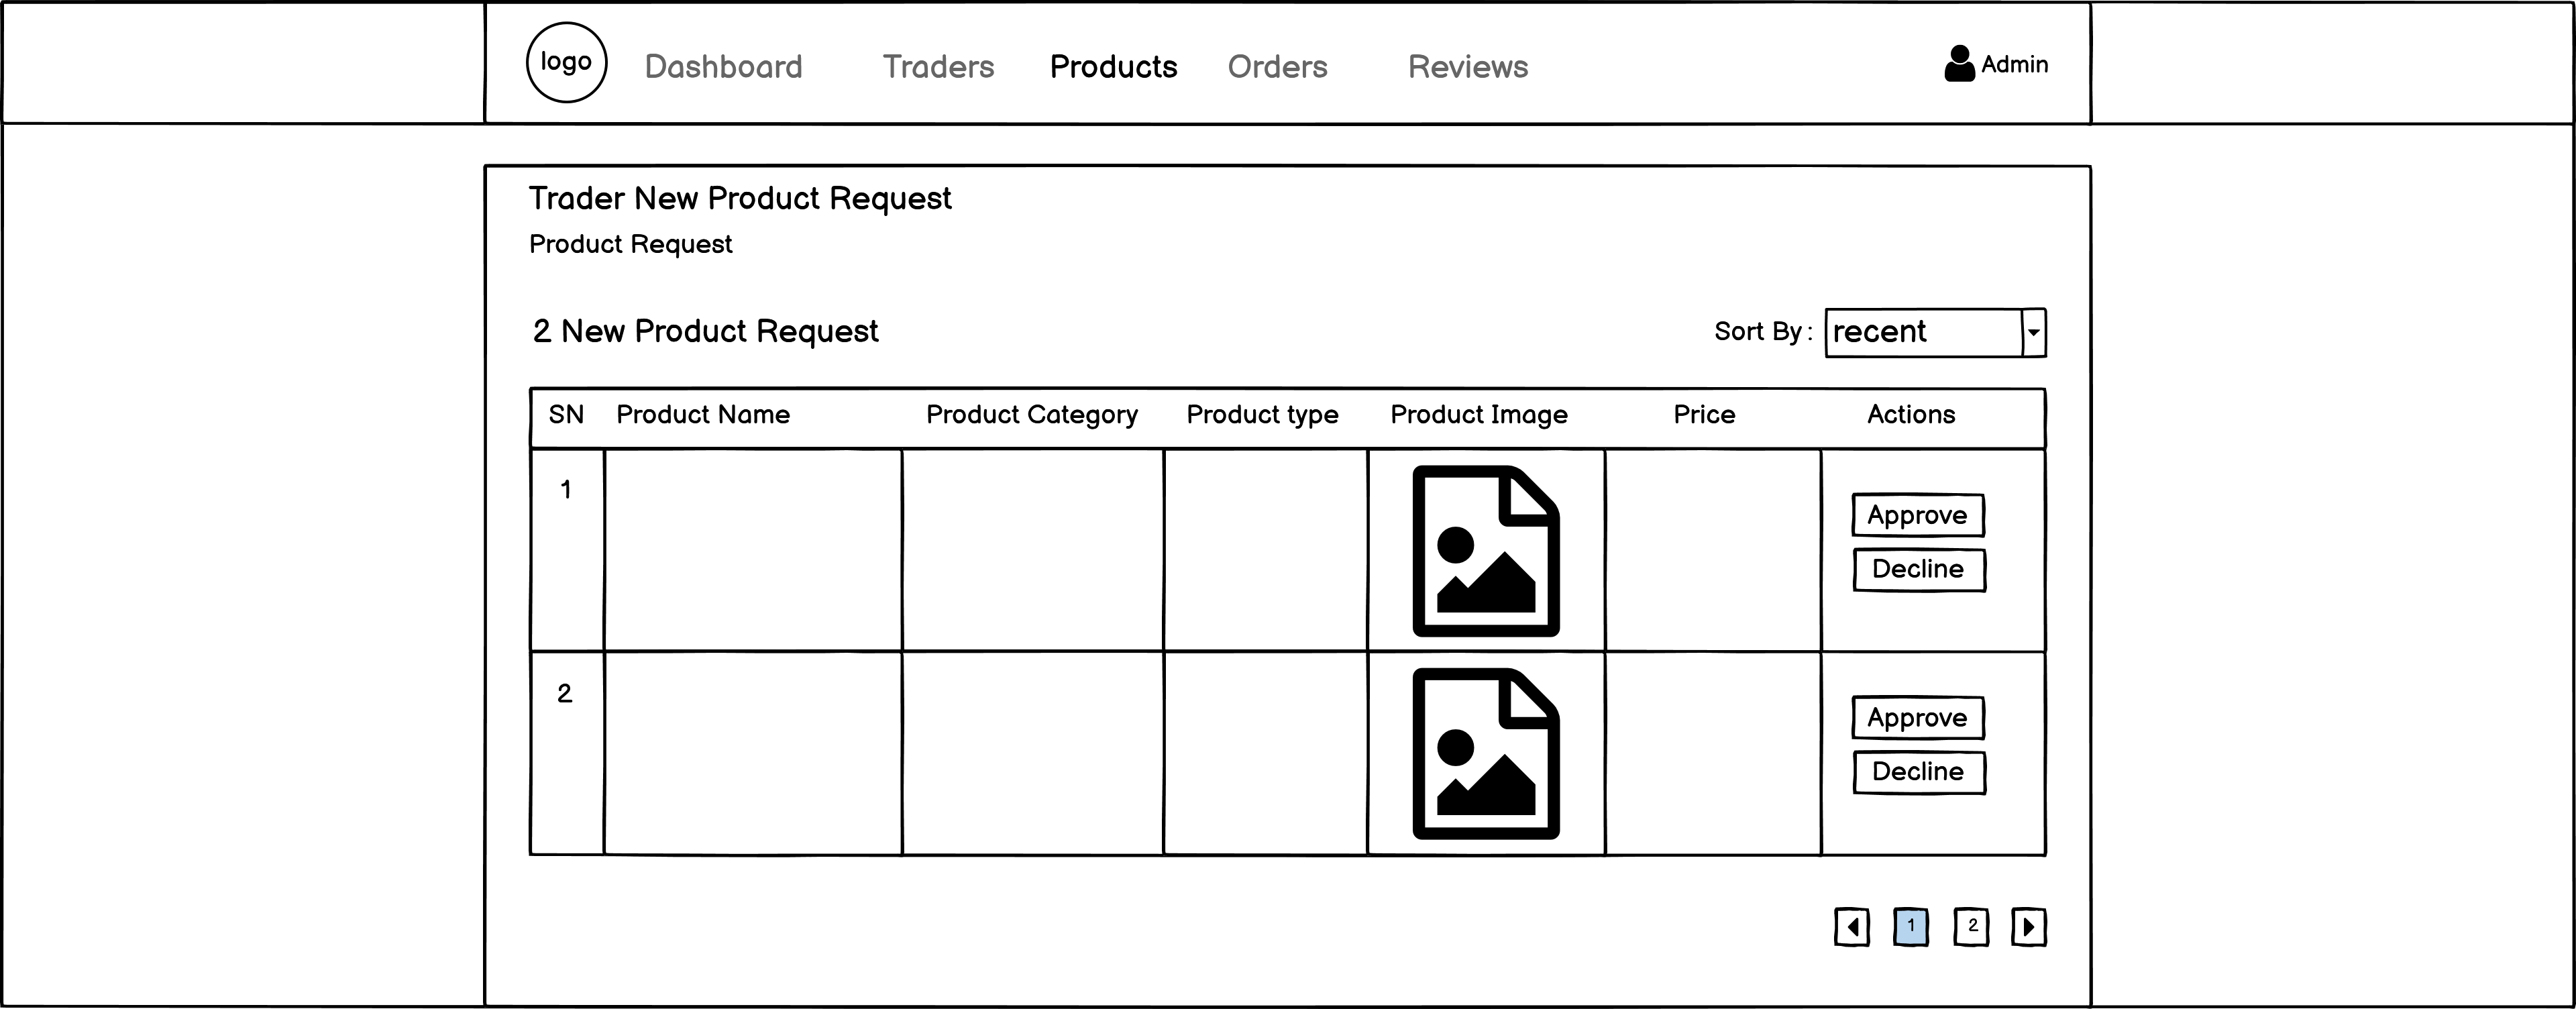 logo Dashboard Traders Products Orders Reviews Admin
Trader New Product Request
Product Request
2 New Product Request Sort By : recent
SN Product Name Product Category Product type Product Image Price Actions
1
Approve
Decline
2
Approve
Decline
1 2